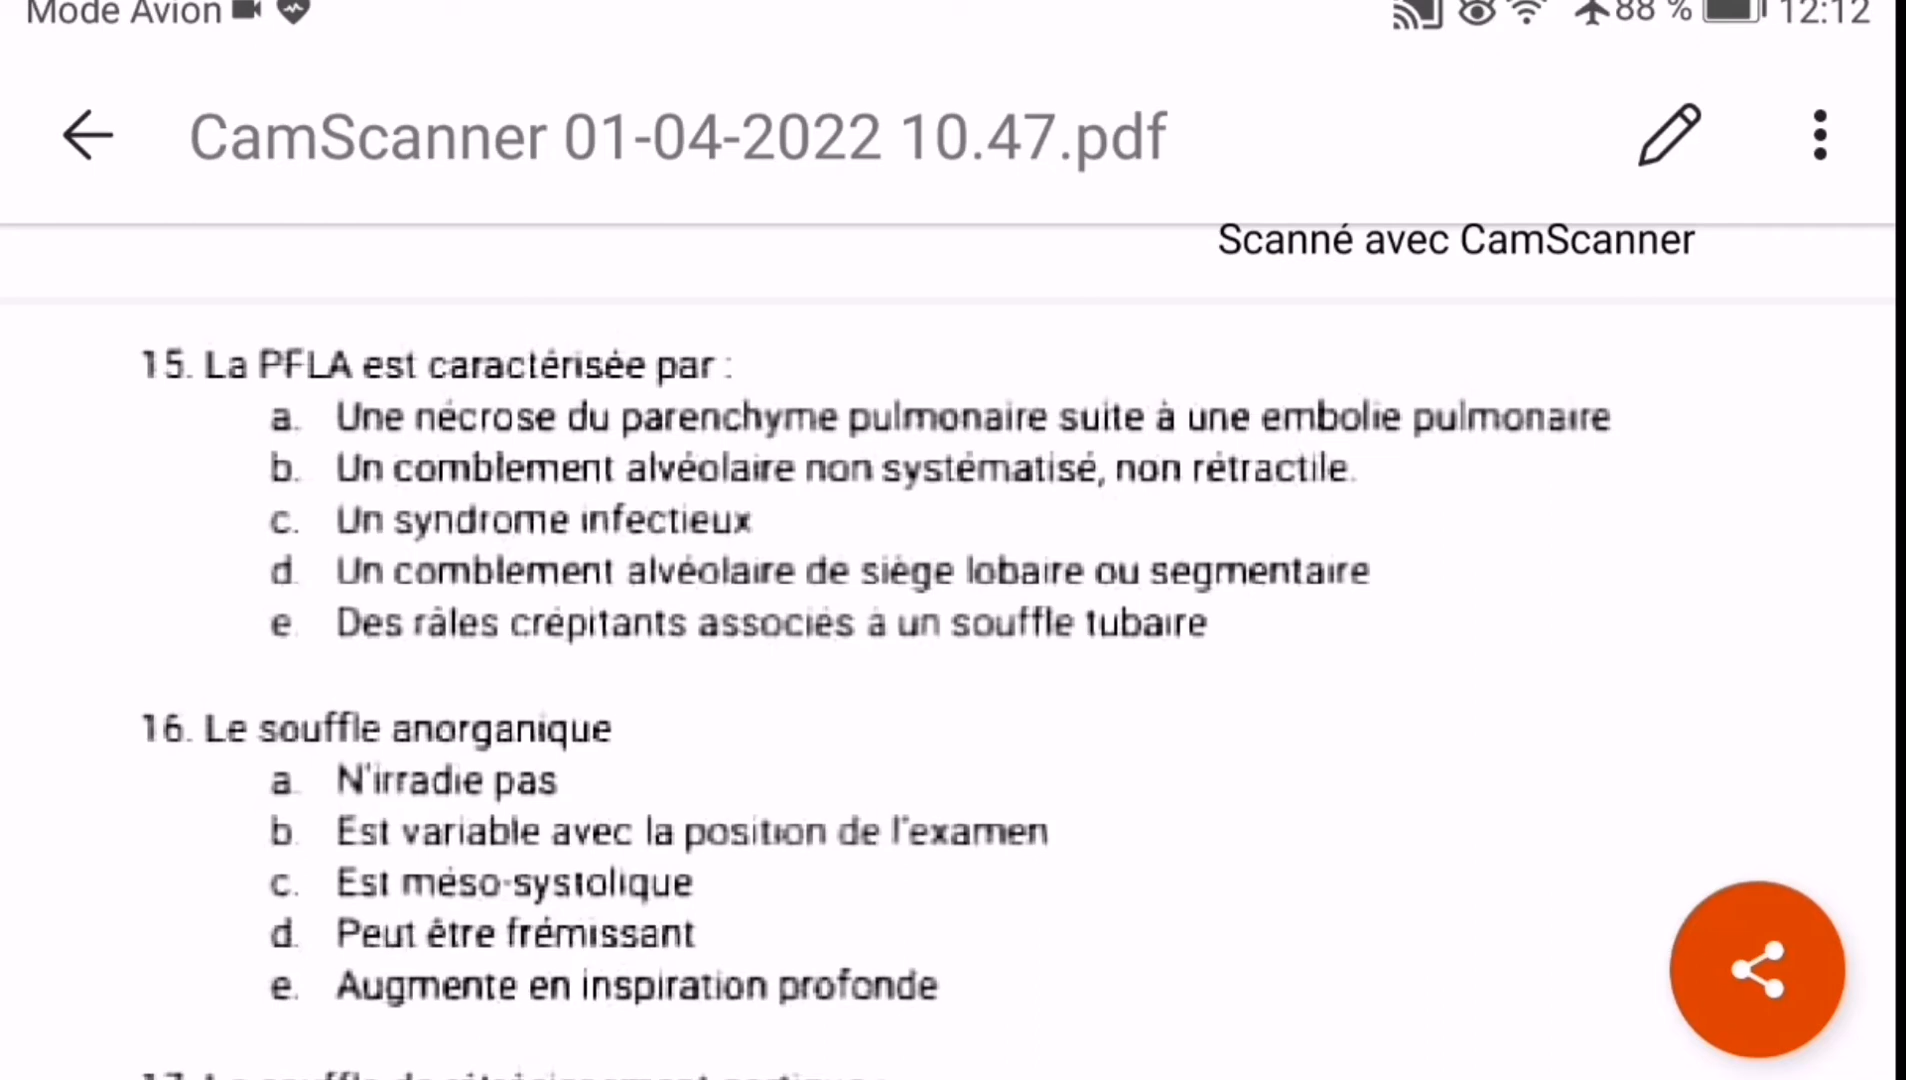 Mode Avion 88 % 12:12
CamScanner 01-04-2022 10.47.pdf
Scanné avec CamScanner
15. La PFLA est caractérisée par :
a. Une nécrose du parenchyme pulmonaire suite à une embolie pulmonaire
b. Un comblement alvéolaire non systématisé, non rétractile.
c. Un syndrome infectieux
d. Un comblement alvéolaire de siège lobaire ou segmentaire
e. Des râles crépitants associés à un souffle tubaire
16. Le souffle anorganique
a. N'irradie pas
b. Est variable avec la position de l'examen
c. Est méso-systolique
d. Peut être frémissant
e. Augmente en inspiration profonde